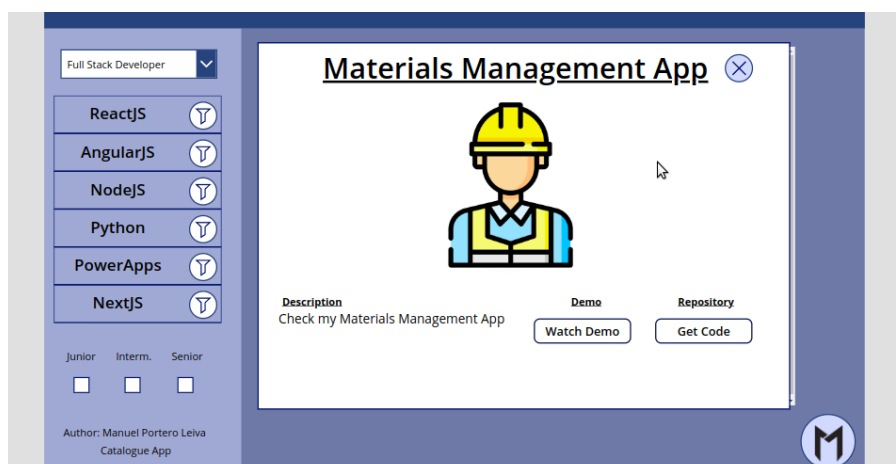 Full Stack Developer
ReactJS
AngularJS
NodeJS
Python
PowerApps
NextJS
Junior Interm. Senior
Author: Manuel Portero Leiva
Catalogue App
Materials Management App
Description
Check my Materials Management App
Demo
Watch Demo
Repository
Get Code
M